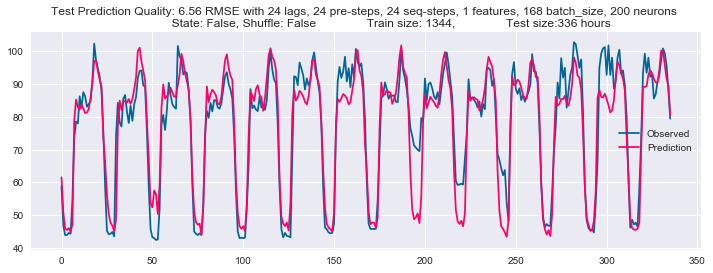 Test Prediction Quality: 6.56 RMSE with 24 lags, 24 pre-steps, 24 seq-steps, 1 features, 168 batch_size, 200 neurons
State: False, Shuffle: False Train size: 1344, Test size:336 hours
100
90
80
70
60
50
40
Observed
Prediction
0 50 100 150 200 250 300 350